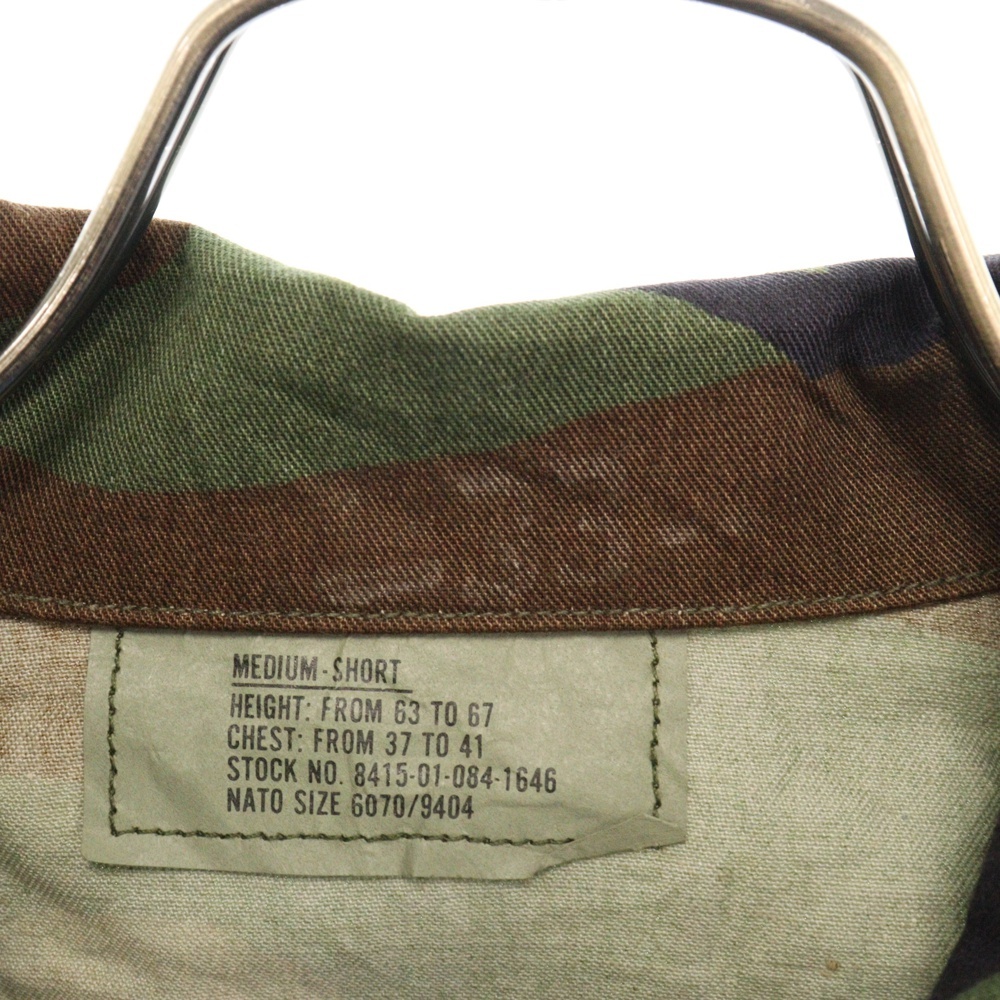 MEDIUM-SHORT
HEIGHT: FROM 63 TO 67
CHEST: FROM 37 TO 41
STOCK NO. 8415-01-084-1646
NATO SIZE 6070/9404